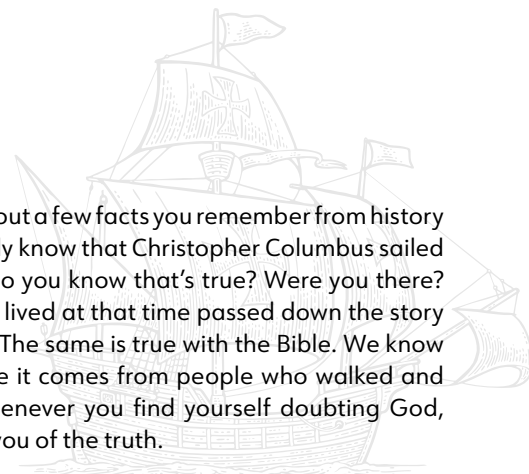 out a few facts you remember from history
ly know that Christopher Columbus sailed
o you know that's true? Were you there?
lived at that time passed down the story
The same is true with the Bible. We know
e it comes from people who walked and
enever you find yourself doubting God,
you of the truth.